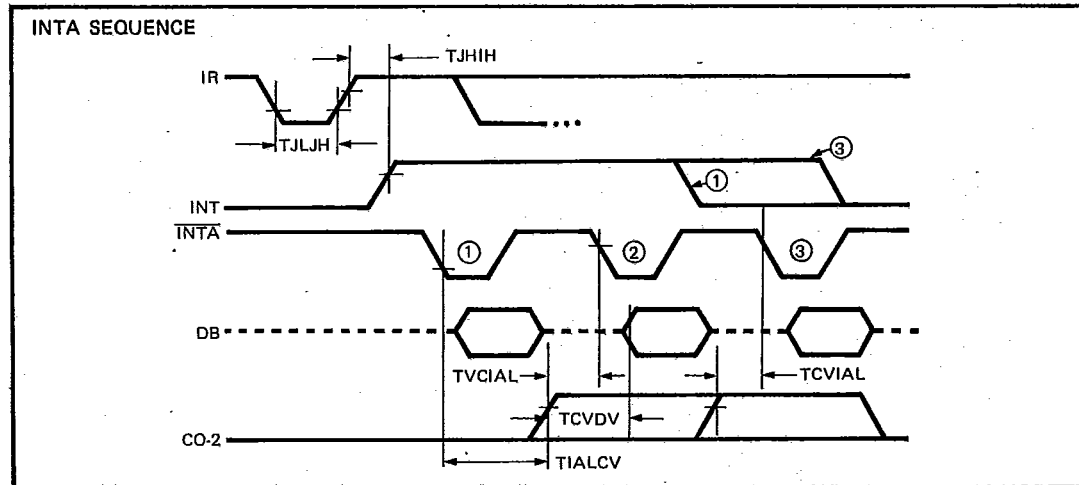 INTA SEQUENCE
TJHIH
IR
TJLJH
③
①
INT
INTA
①
②
③
DB
TVCIAL
TCVIAL
TCVDV
CO-2
TIALCV